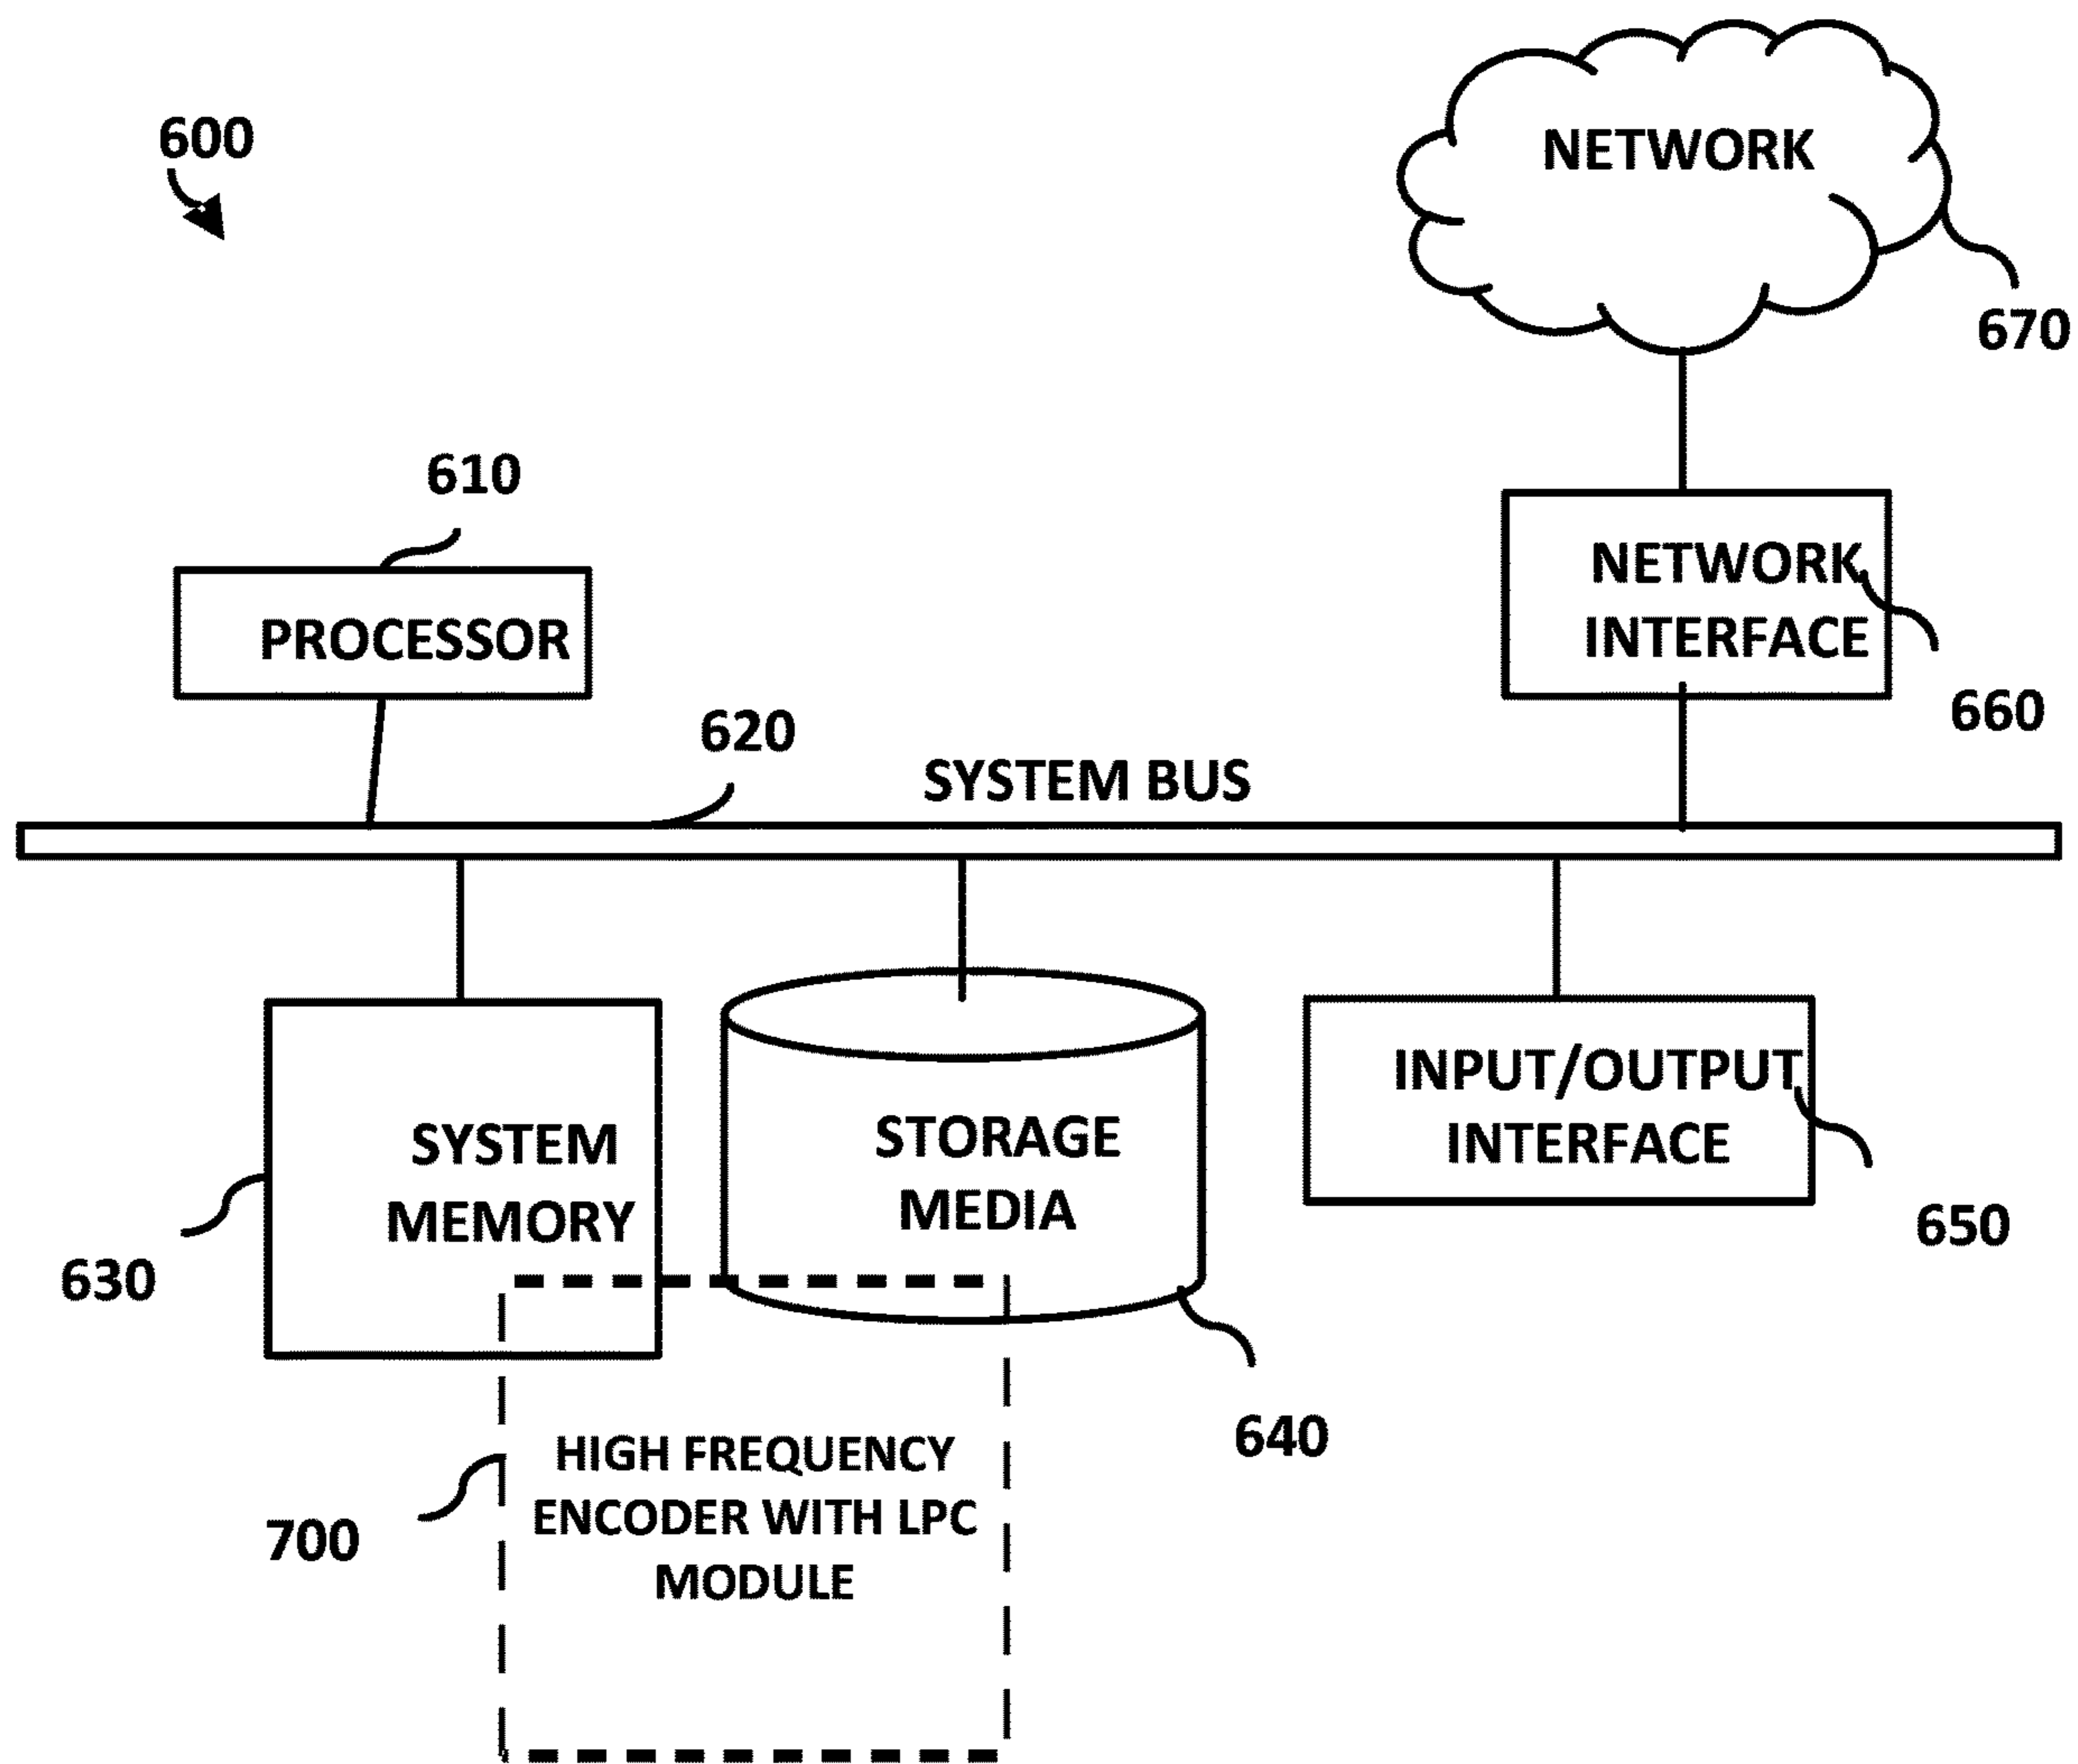 600
NETWORK
670
610
NETWORK
INTERFACE
PROCESSOR
660
620
SYSTEM BUS
INPUT/OUTPUT
INTERFACE
STORAGE
MEDIA
SYSTEM
MEMORY
650
630
640
HIGH FREQUENCY
ENCODER WITH LPC
MODULE
700